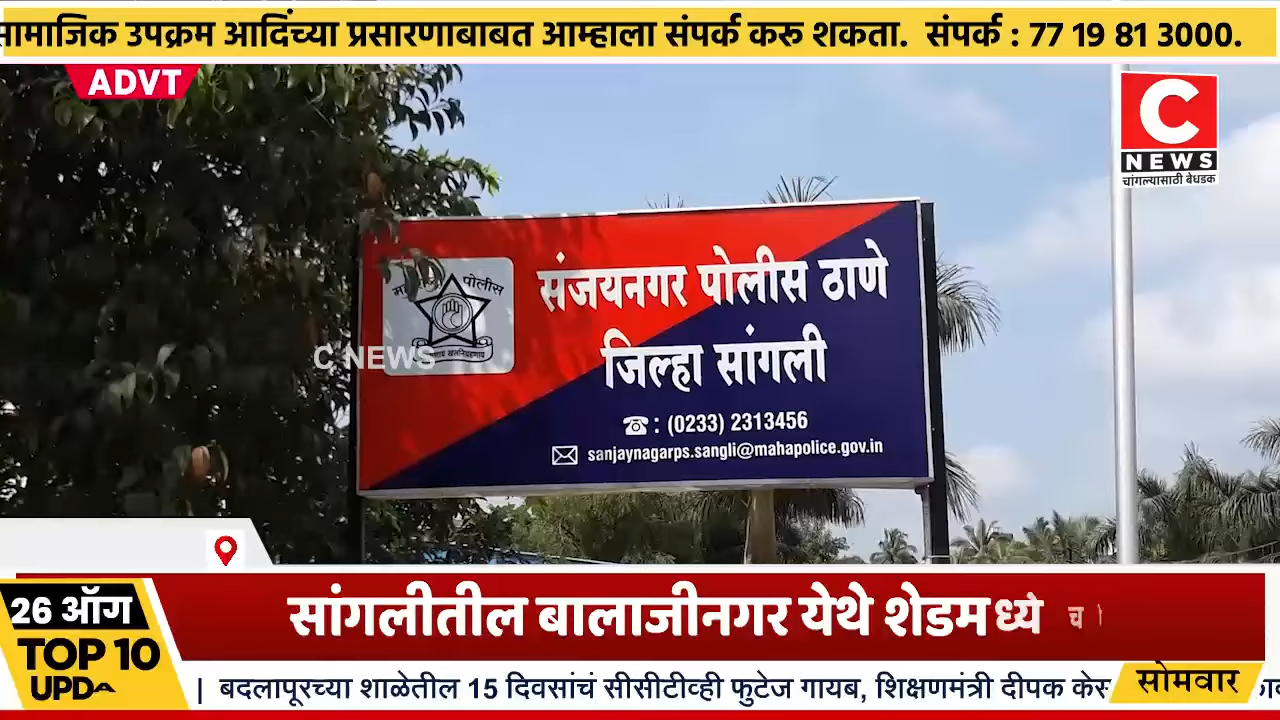 सामाजिक उपक्रम आदिंच्या प्रसारणाबाबत आम्हाला संपर्क करू शकता. संपर्क : 77 19 81 3000.
ADVT
C
NEWS
चांगल्यासाठी बेधडक
पोलीस
संजयनगर पोलीस ठाणे
जिल्हा सांगली
C NEWS
☎: (0233) 2313456
sanjaynagarps.sangli@mahapolice.gov.in
26 ऑग
सांगलीतील बालाजीनगर येथे शेडमध्ये
TOP 10
| बदलापूरच्या शाळेतील 15 दिवसांचं सीसीटीव्ही फुटेज गायब, शिक्षणमंत्री दीपक
सोमवार